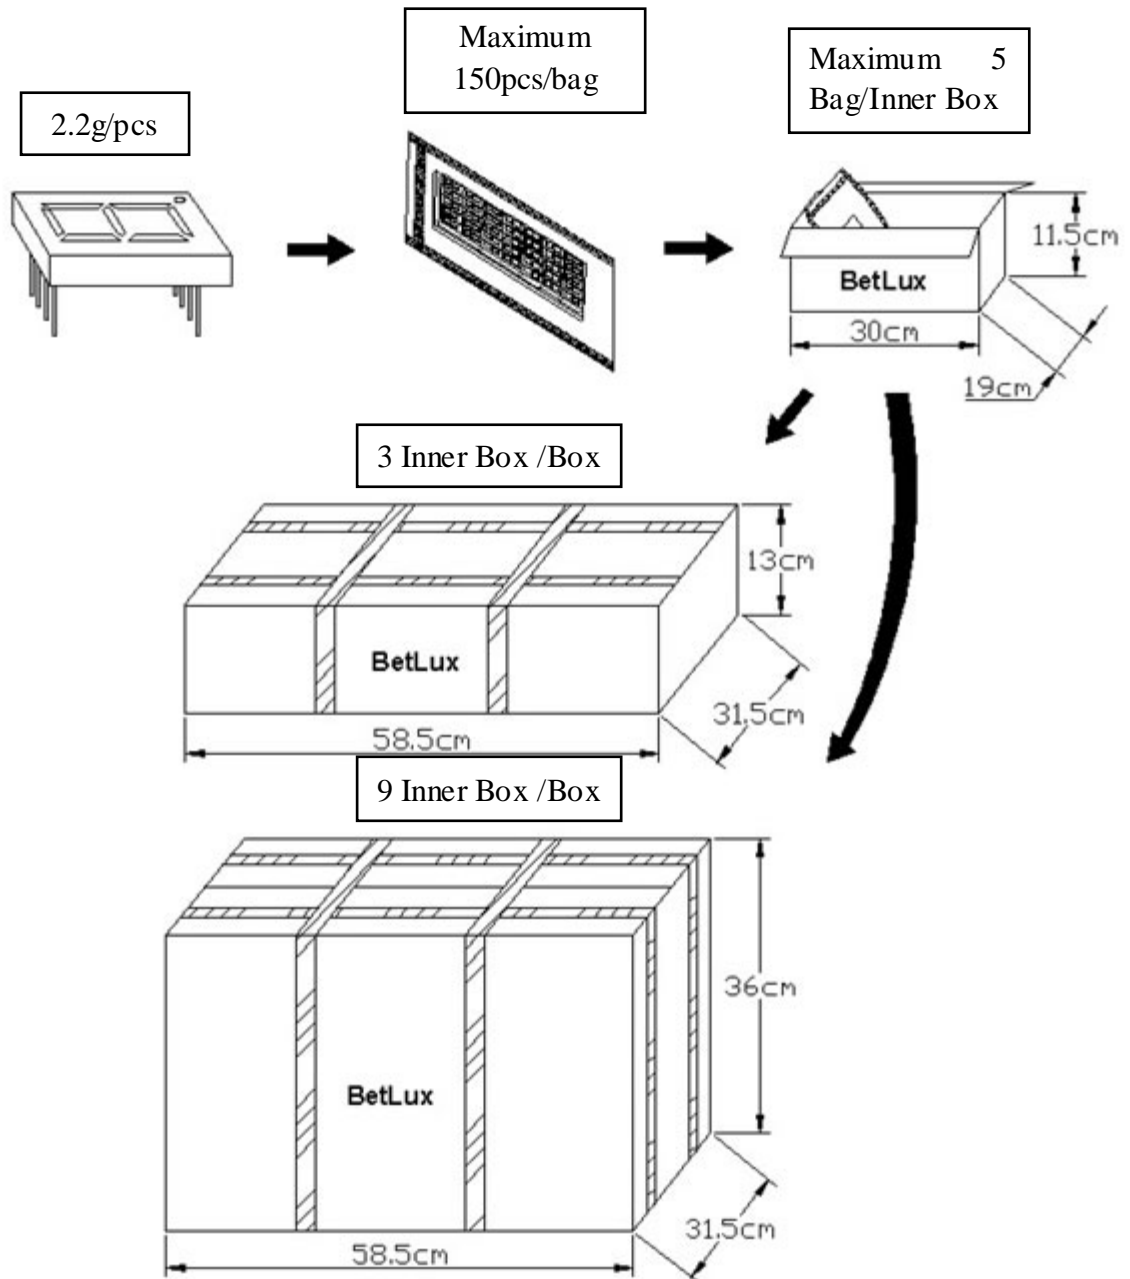 Maximum
150pcs/bag
Maximum 5
Bag/Inner Box
2.2g/pcs
11.5cm
BetLux
30cm
19cm
3 Inner Box /Box
13cm
BetLux
31.5cm
58.5cm
9 Inner Box /Box
36cm
BetLux
31.5cm
58.5cm